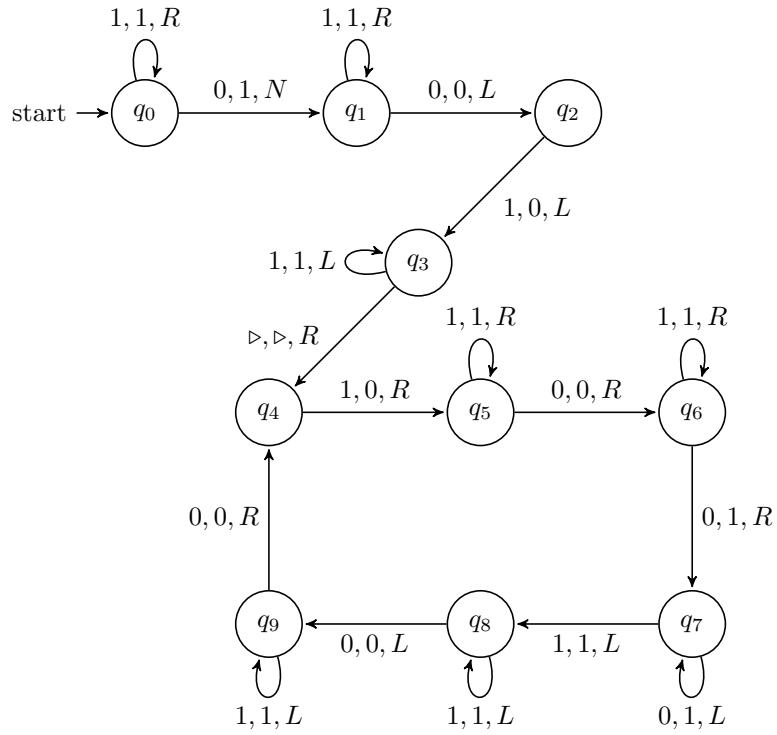 1, 1, R 1, 1, R
start q0 0, 1, N q1 0, 0, L q2
1, 0, L
1, 1, L q3
▹, ▹, R 1, 1, R 1, 1, R
q4 1, 0, R q5 0, 0, R q6
0, 0, R 0, 1, R
q9 0, 0, L q8 1, 1, L q7
1, 1, L 1, 1, L 0, 1, L